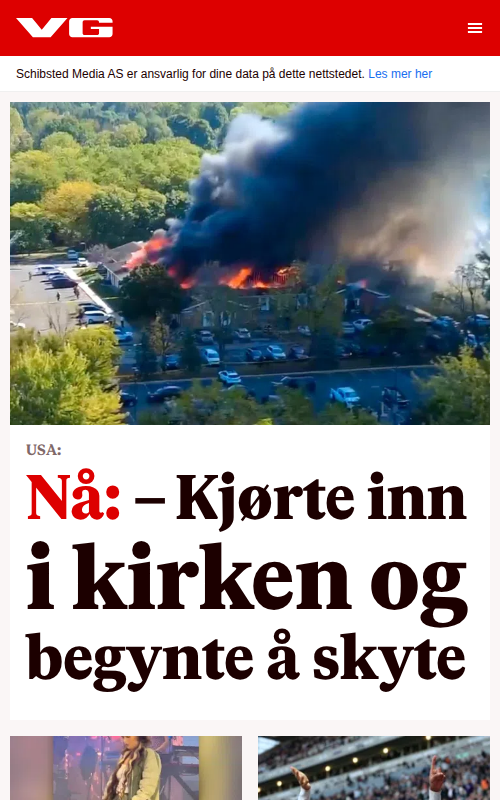 VG
Schibsted Media AS er ansvarlig for dine data på dette nettstedet. Les mer her
USA:
Nå: – Kjørte inn
i kirken og
begynte å skyte